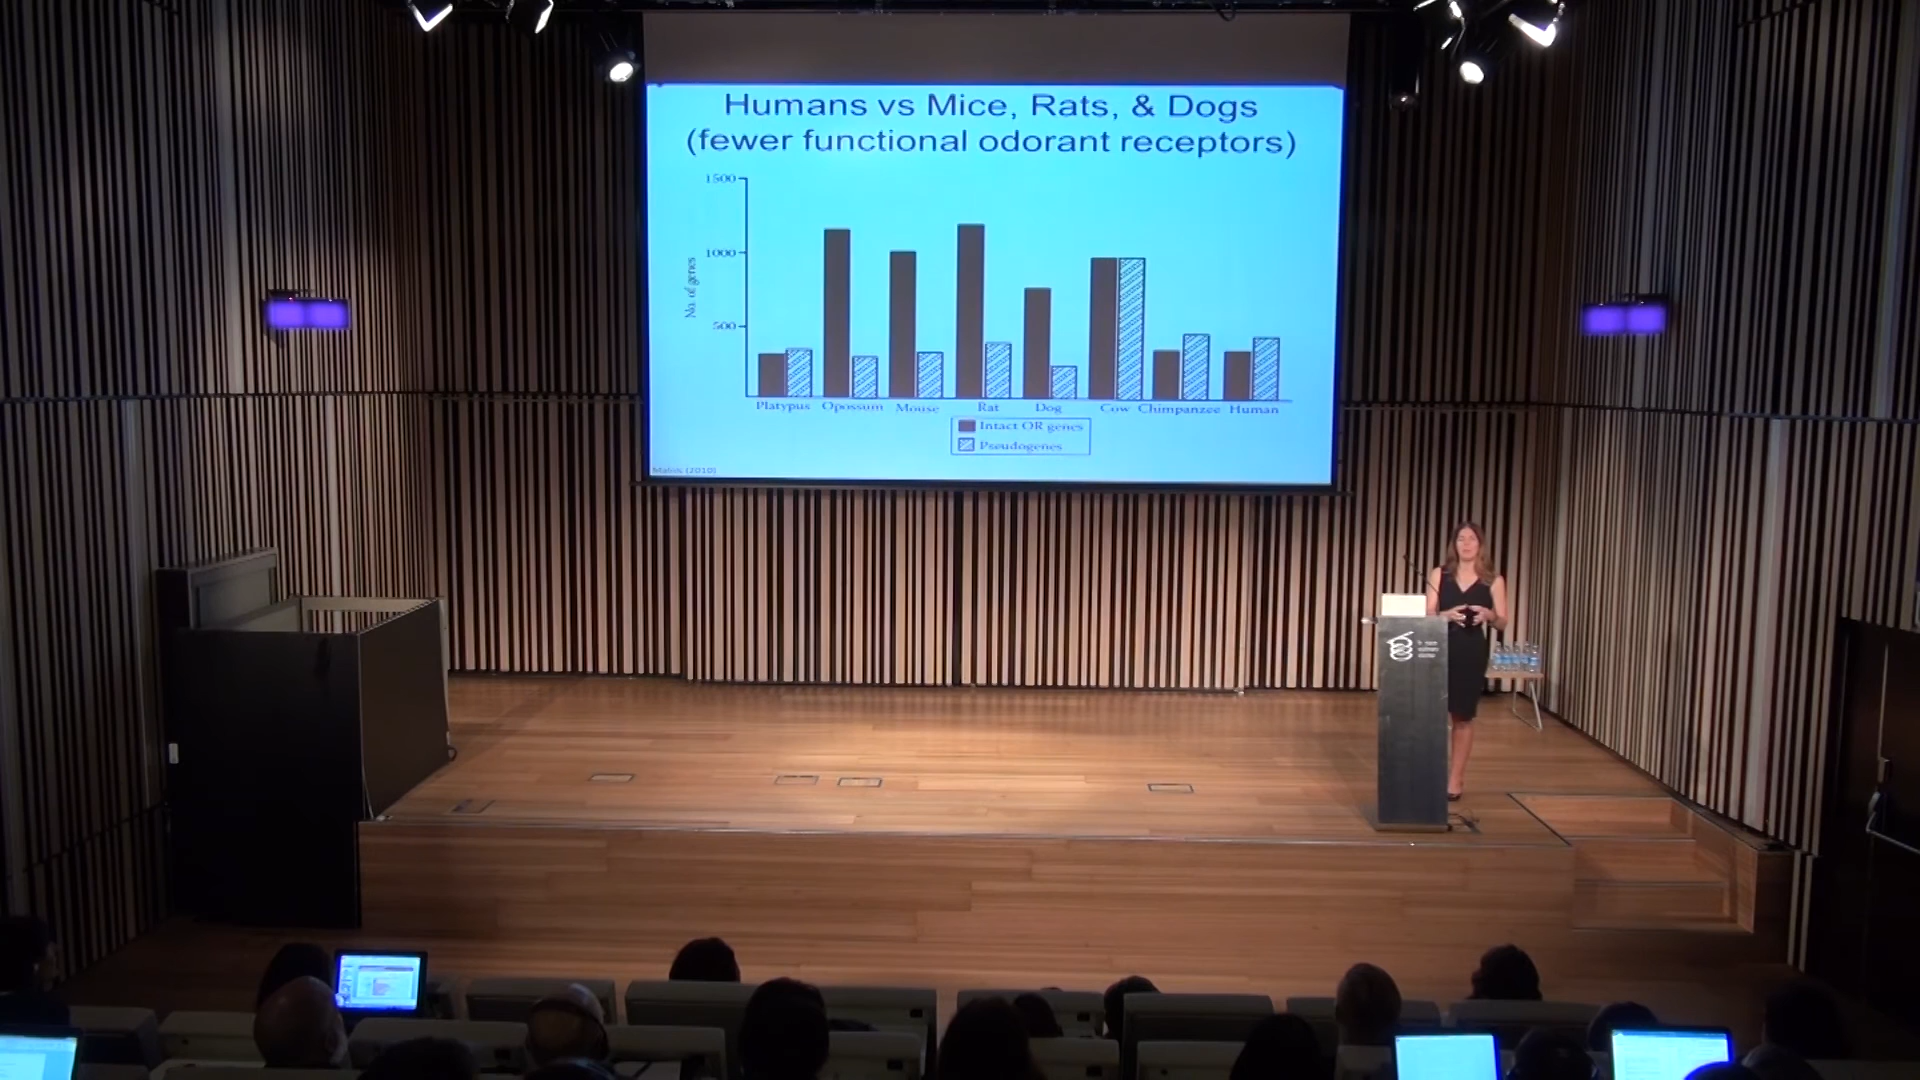 Humans vs Mice, Rats, & Dogs
(fewer functional odorant receptors)
1500
1000
500
No. of genes
Platypus Opossum Mouse Rat Dog Cow Chimpanzee Human
Intact OR genes
Pseudogenes
(2010)